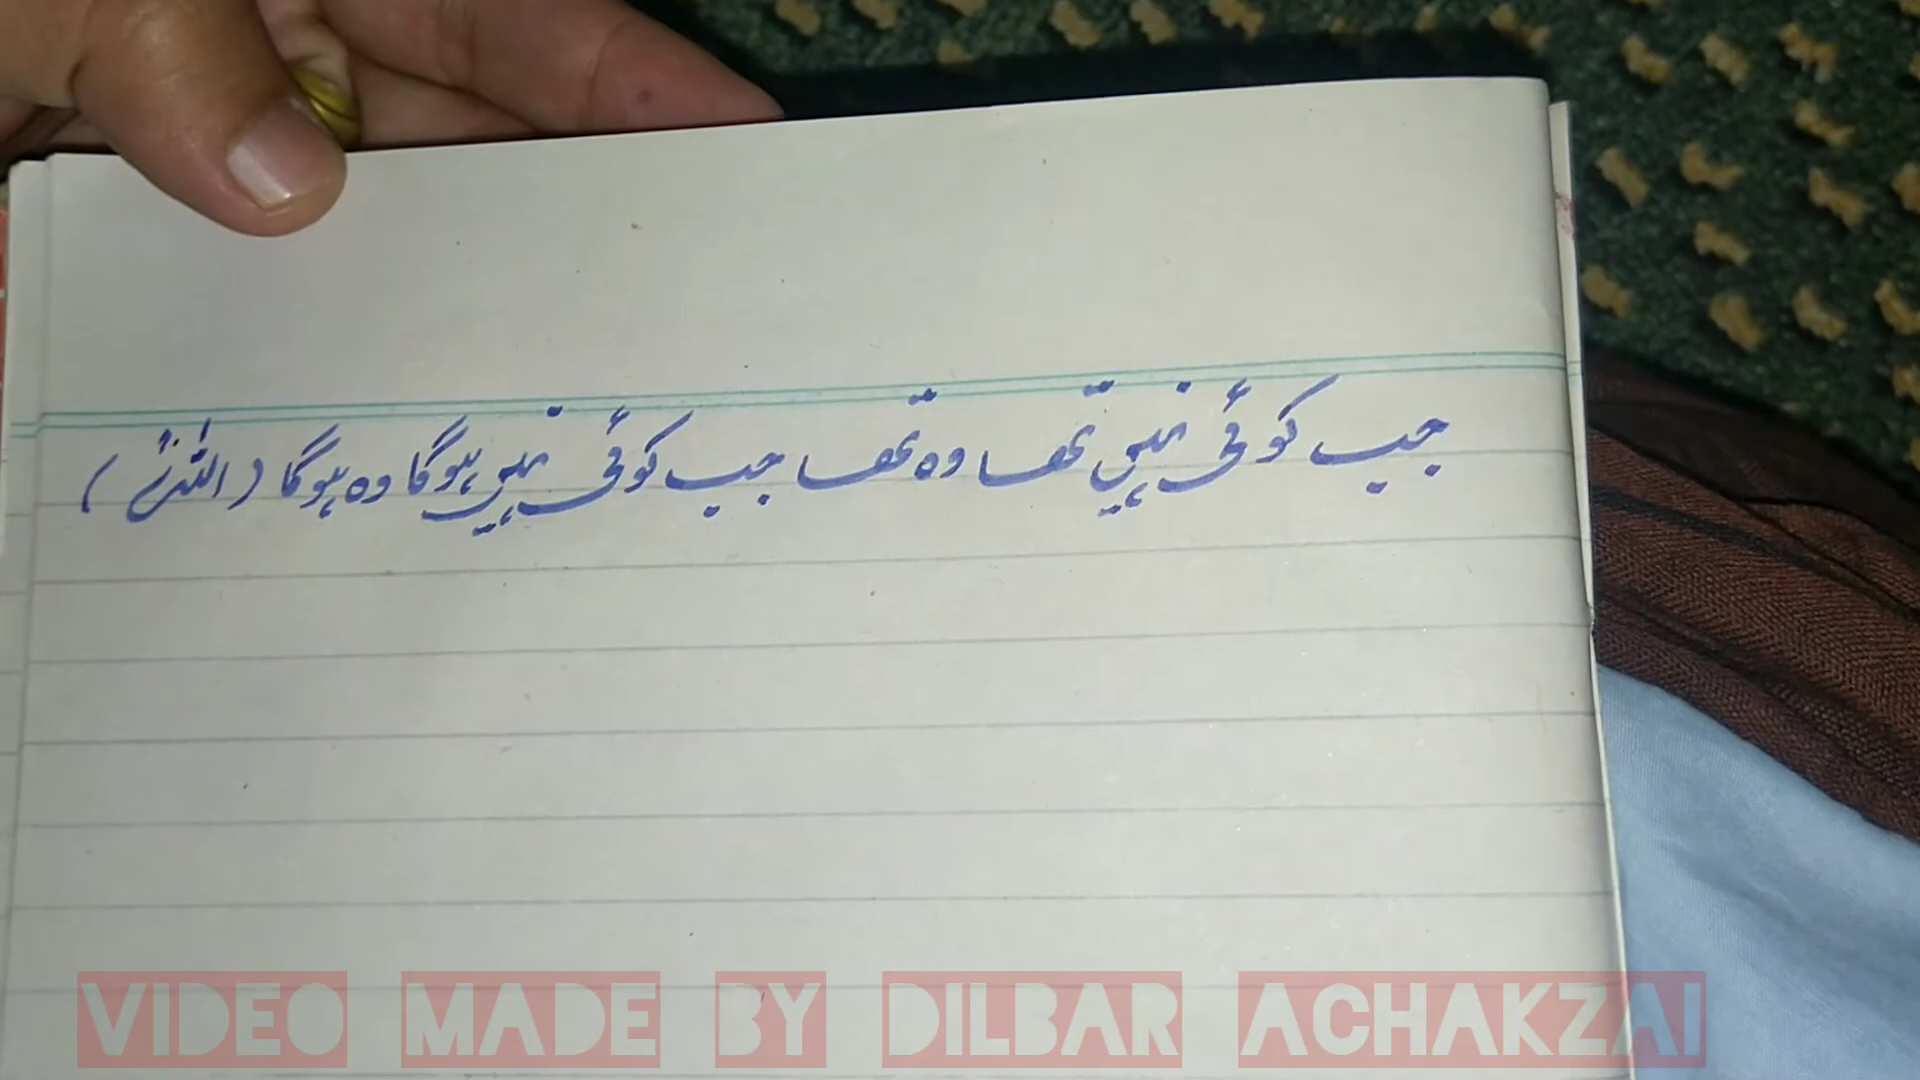 جب کوئی نہیں تھا وہ تھا جب کوئی نہیں ہوگا وہ ہوگا (اللہ)
VIDEO MADE BY DILBAR ACHAKZAI